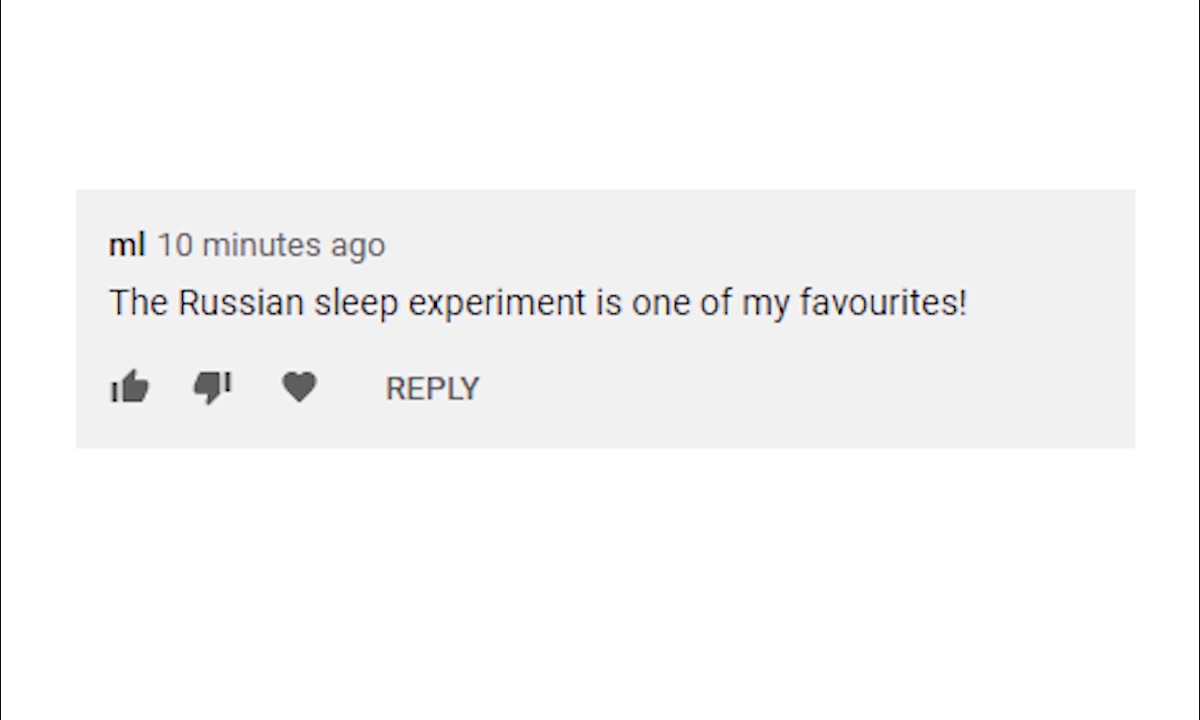 ml 10 minutes ago
The Russian sleep experiment is one of my favourites!
REPLY